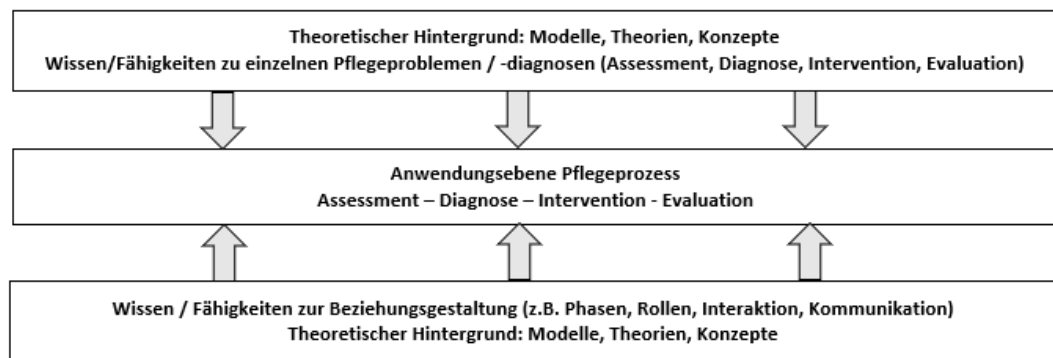 Theoretischer Hintergrund: Modelle, Theorien, Konzepte
Wissen/Fähigkeiten zu einzelnen Pflegeproblemen / -diagnosen (Assessment, Diagnose, Intervention, Evaluation)
Anwendungsebene Pflegeprozess
Assessment – Diagnose – Intervention - Evaluation
Wissen / Fähigkeiten zur Beziehungsgestaltung (z.B. Phasen, Rollen, Interaktion, Kommunikation)
Theoretischer Hintergrund: Modelle, Theorien, Konzepte